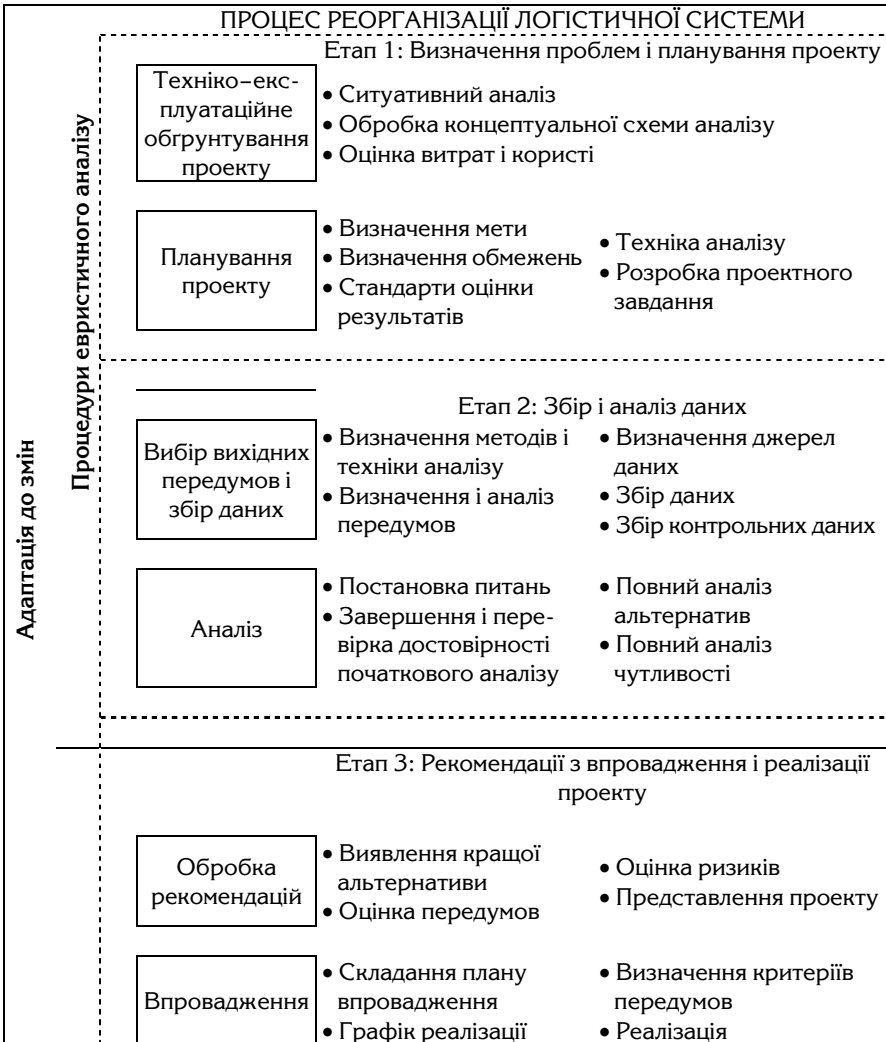 ПРОЦЕС РЕОРГАНІЗАЦІЇ ЛОГІСТИЧНОЇ СИСТЕМИ
Адаптація до змін
Процедури евристичного аналізу
Етап 1: Визначення проблем і планування проекту
Техніко–екс-
плуатаційне
обґрунтування
проекту
• Ситуативний аналіз
• Обробка концептуальної схеми аналізу
• Оцінка витрат і користі
Планування
проекту
• Визначення мети
• Визначення обмежень
• Стандарти оцінки
результатів
• Техніка аналізу
• Розробка проектного
завдання
Етап 2: Збір і аналіз даних
Вибір вихідних
передумов і
збір даних
• Визначення методів і
техніки аналізу
• Визначення і аналіз
передумов
• Визначення джерел
даних
• Збір даних
• Збір контрольних даних
Аналіз
• Постановка питань
• Завершення і пере-
вірка достовірності
початкового аналізу
• Повний аналіз
альтернатив
• Повний аналіз
чутливості
Етап 3: Рекомендації з впровадження і реалізації
проекту
Обробка
рекомендацій
• Виявлення кращої
альтернативи
• Оцінка передумов
• Оцінка ризиків
• Представлення проекту
Впровадження
• Складання плану
впровадження
• Графік реалізації
• Визначення критеріїв
передумов
• Реалізація